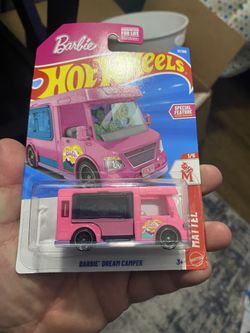 Barbie
HOT WHEELS
SPECIAL
FEATURE
1/5
MATTEL
BARBIE DREAM CAMPER
3+